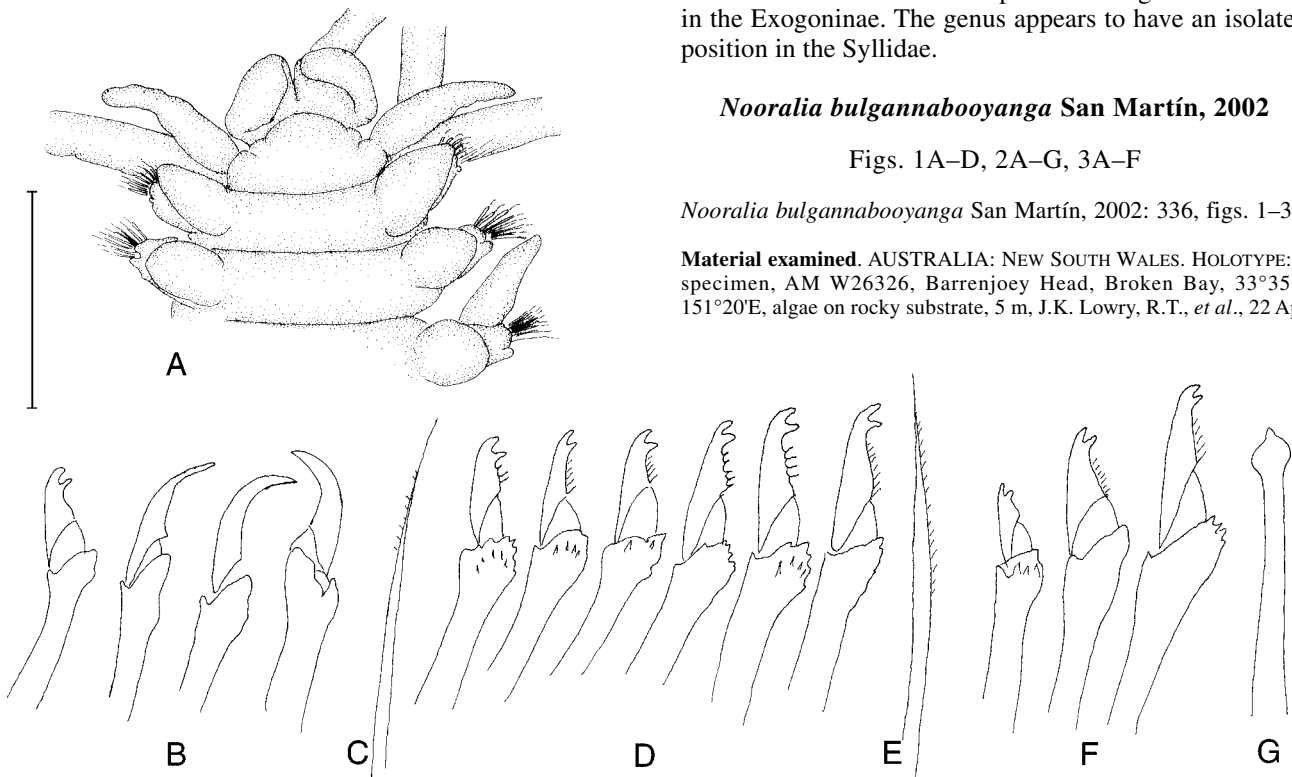 in the Exogoninae. The genus appears to have an isolate
position in the Syllidae.
Nooralia bulgannabooyanga San Martín, 2002
Figs. 1A–D, 2A–G, 3A–F
Nooralia bulgannabooyanga San Martín, 2002: 336, figs. 1–3
Material examined. AUSTRALIA: NEW SOUTH WALES. HOLOTYPE:
specimen, AM W26326, Barrenjoey Head, Broken Bay, 33°35
151°20'E, algae on rocky substrate, 5 m, J.K. Lowry, R.T., et al., 22 Ap
A
B
C
D
E
F
G